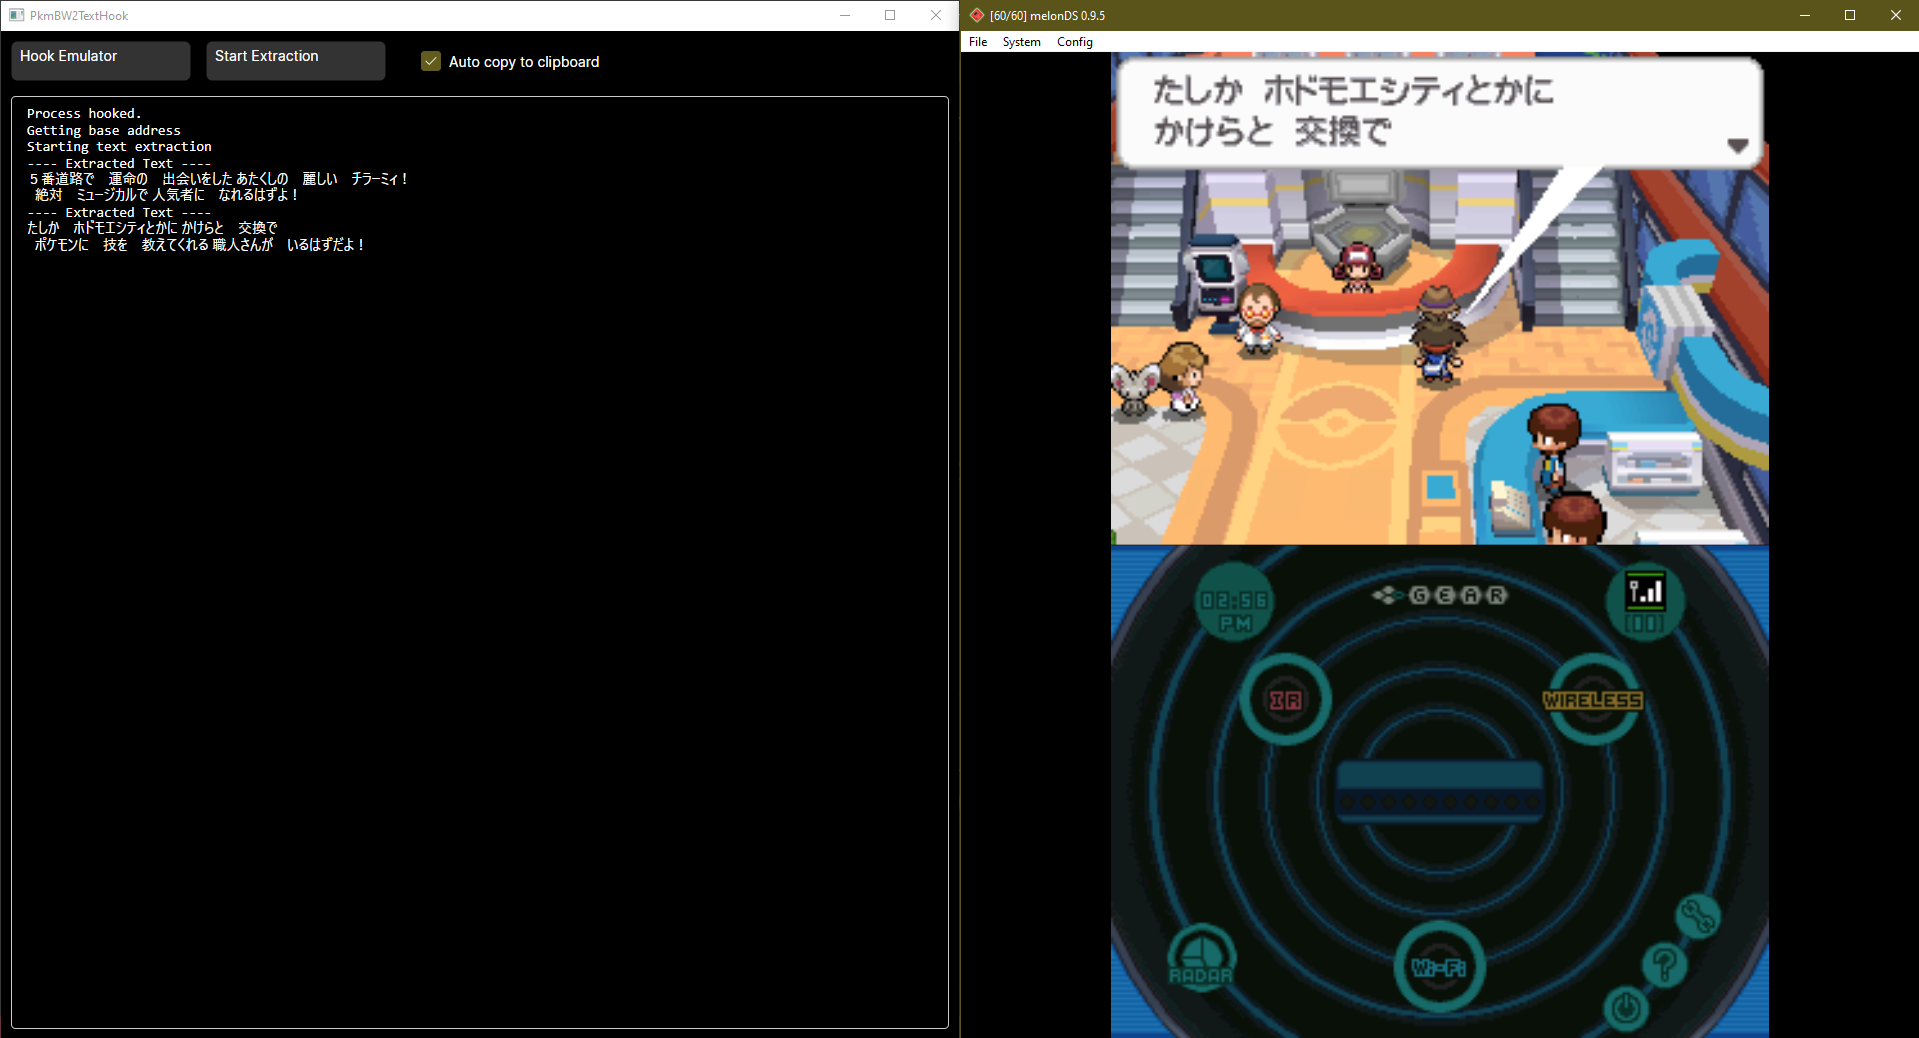 PkmBW2TextHook
Hook Emulator
Start Extraction
Auto copy to clipboard
Process hooked.
Getting base address
Starting text extraction
---- Extracted Text ----
５番道路で　運命の　出会いをした あたくしの　麗しい　チラーミィ！
絶対　ミュージカルで 人気者に　なれるはずよ！
---- Extracted Text ----
たしか　ホドモエシティとかに かけらと　交換で
ポケモンに　技を　教えてくれる 職人さんが　いるはずだよ！
[60/60] melonDS 0.9.5
File System Config
たしか　ホドモエシティとかに
かけらと　交換で
02:56
PM
GEAR
IR
WIRELESS
RADAR
Wi-Fi
?